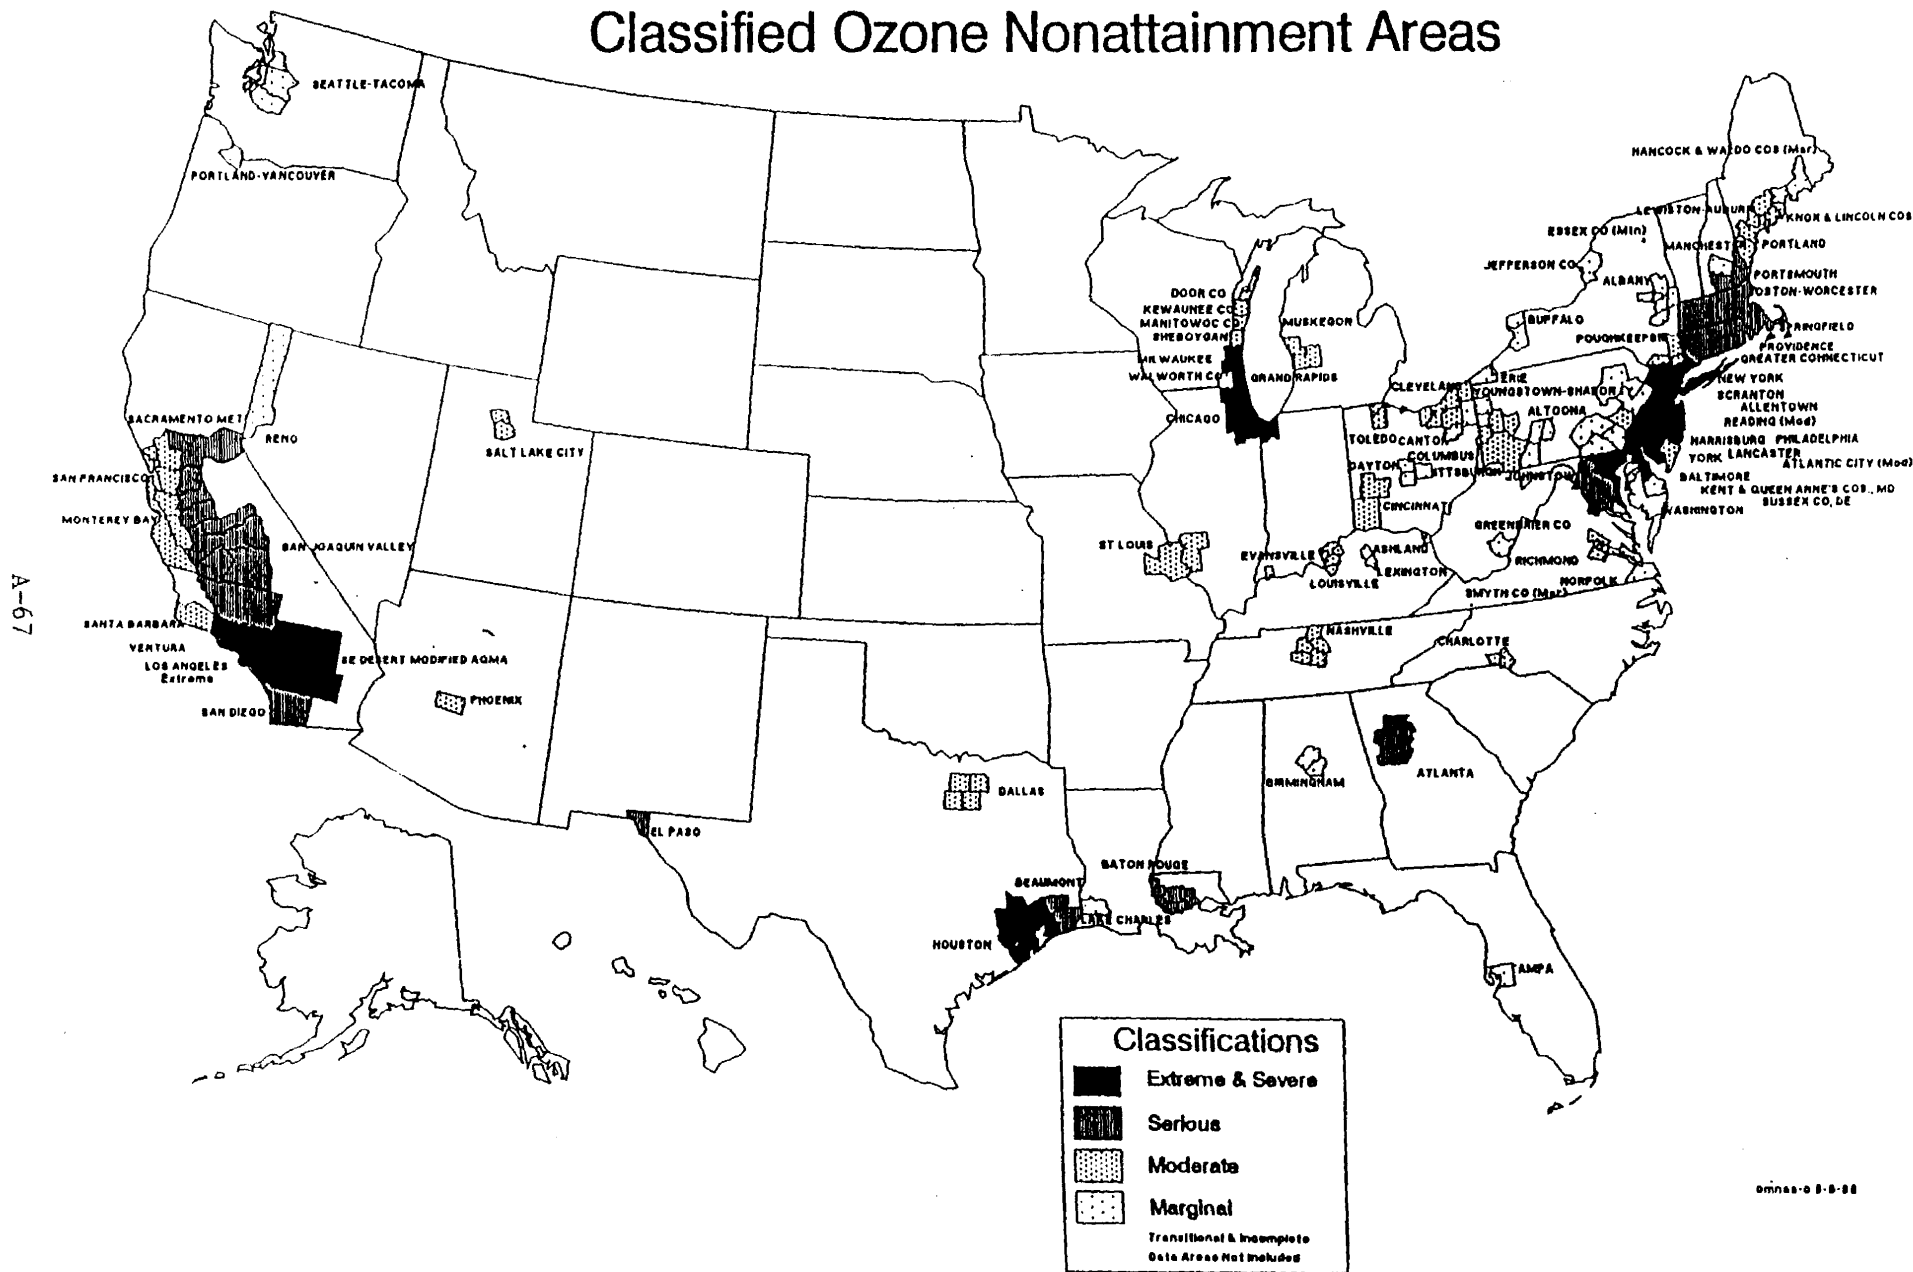 Classified Ozone Nonattainment Areas
SEATTLE-TACOMA
PORTLAND-VANCOUVER
SACRAMENTO MET
RENO
SAN FRANCISCO
MONTEREY BAY
SAN JOAQUIN VALLEY
SANTA BARBARA
VENTURA
LOS ANGELES
Extreme
SE DESERT MODIFIED AQMA
SAN DIEGO
SALT LAKE CITY
PHOENIX
EL PASO
DALLAS
BEAUMONT
HOUSTON
LAKE CHARLES
BATON ROUGE
ST LOUIS
DOOR CO
KEWAUNEE CO
MANITOWOC CO
SHEBOYGAN
MILWAUKEE
WALWORTH CO
CHICAGO
MUSKEGON
GRAND RAPIDS
CLEVELAND
ERIE
YOUNGSTOWN-SHARON
ALTOONA
TOLEDO
CANTON
COLUMBUS
DAYTON
PITTSBURGH
JOHNSTOWN
CINCINNATI
EVANSVILLE
ASHLAND
LEXINGTON
LOUISVILLE
GREENBRIER CO
RICHMOND
NORFOLK
SMYTH CO (Mar)
NASHVILLE
CHARLOTTE
BIRMINGHAM
ATLANTA
TAMPA
HANCOCK & WALDO COS (Mar)
LEWISTON-AUBURN
KNOX & LINCOLN COS
ESSEX CO (Mtn)
MANCHESTER
PORTLAND
JEFFERSON CO
ALBANY
PORTSMOUTH
BOSTON-WORCESTER
BUFFALO
SPRINGFIELD
POUGHKEEPSIE
PROVIDENCE
GREATER CONNECTICUT
NEW YORK
SCRANTON
ALLENTOWN
READING (Mod)
HARRISBURG PHILADELPHIA
YORK LANCASTER
ATLANTIC CITY (Mod)
BALTIMORE
KENT & QUEEN ANNE'S COS., MD
SUSSEX CO, DE
WASHINGTON
A-67
Classifications
Extreme & Severe
Serious
Moderate
Marginal
Transitional & Incomplete
Data Areas Not Included